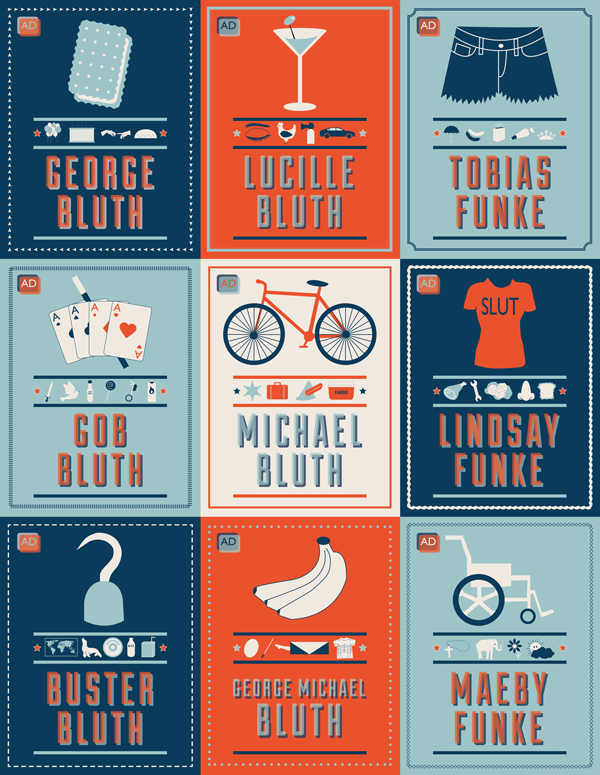 AD
GEORGE
BLUTH
AD
LUCILLE
BLUTH
AD
TOBIAS
FUNKE
AD
A A A A
GOB
BLUTH
AD
MICHAEL
BLUTH
AD
SLUT
LINDSAY
FUNKE
AD
BUSTER
BLUTH
AD
GEORGE MICHAEL
BLUTH
AD
MAEBY
FUNKE